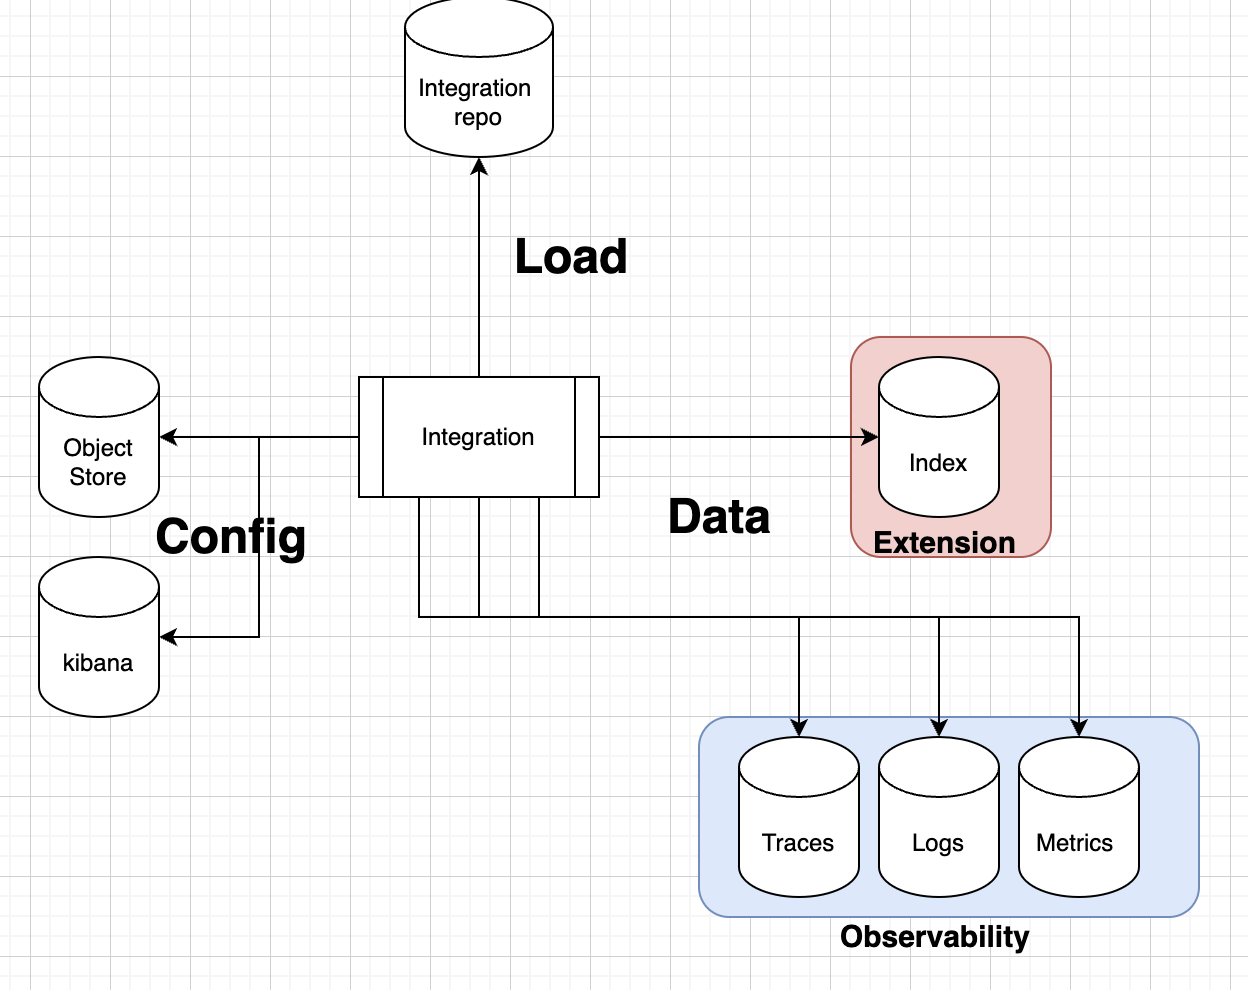 Integration
repo
Load
Object
Store
Integration
Index
Extension
Data
Config
kibana
Traces
Logs
Metrics
Observability